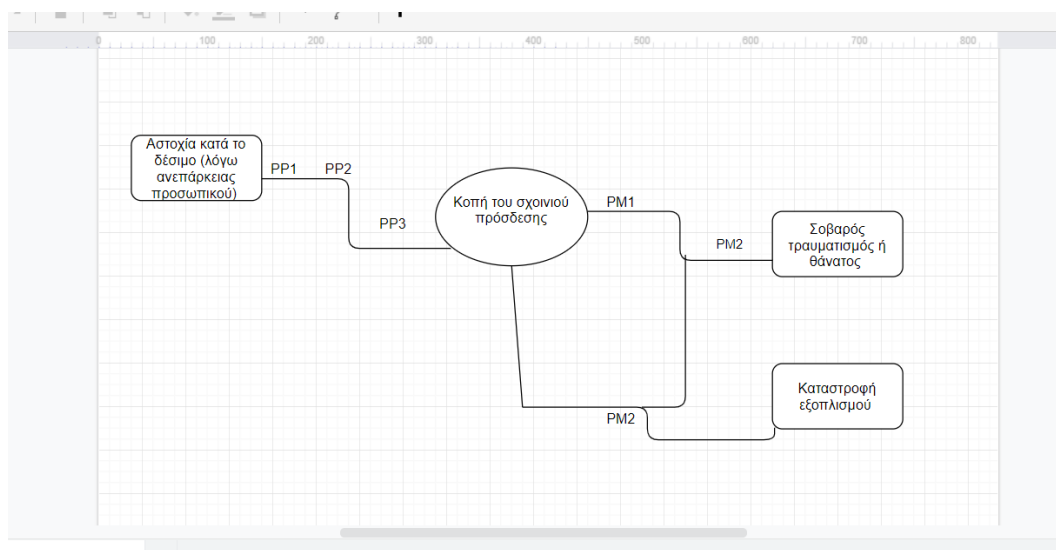 0 100 200 300 400 500 600 700 800
Αστοχία κατά το
δέσιμο (λόγω
ανεπάρκειας
προσωπικού)
PP1 PP2
PP3
Κοπή του σχοινιού
πρόσδεσης
PM1
PM2
Σοβαρός
τραυματισμός ή
θάνατος
PM2
Καταστροφή
εξοπλισμού